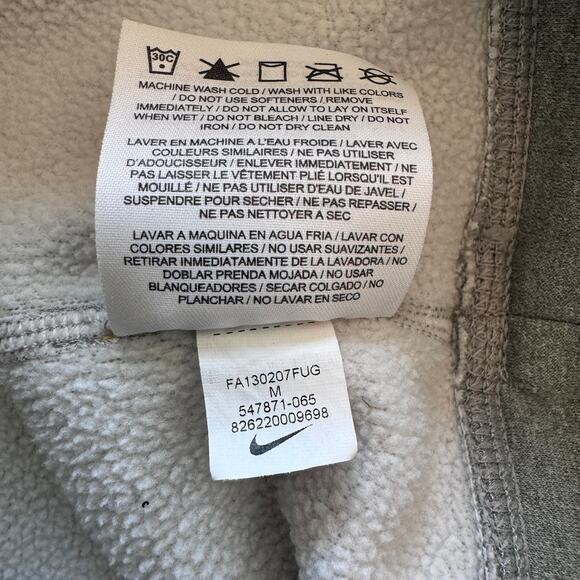 30C
MACHINE WASH COLD / WASH WITH LIKE COLORS
/ DO NOT USE SOFTENERS / REMOVE
IMMEDIATELY / DO NOT ALLOW TO LAY ON ITSELF
WHEN WET / DO NOT BLEACH / LINE DRY / DO NOT
IRON / DO NOT DRY CLEAN
LAVER EN MACHINE A L'EAU FROIDE / LAVER AVEC
COULEURS SIMILAIRES / NE PAS UTILISER
D'ADOUCISSEUR / ENLEVER IMMEDIATEMENT / NE
PAS LAISSER LE VÊTEMENT PLIÉ LORSQU'IL EST
MOUILLÉ / NE PAS UTILISER D'EAU DE JAVEL /
SUSPENDRE POUR SECHER / NE PAS REPASSER /
NE PAS NETTOYER A SEC
LAVAR A MAQUINA EN AGUA FRIA / LAVAR CON
COLORES SIMILARES / NO USAR SUAVIZANTES /
RETIRAR IMMEDIATAMENTE DE LA LAVADORA / NO
DOBLAR PRENDA MOJADA / NO USAR
BLANQUEADORES / SECAR COLGADO / NO
PLANCHAR / NO LAVAR EN SECO
FA130207FUG
M
547871-065
826220009698